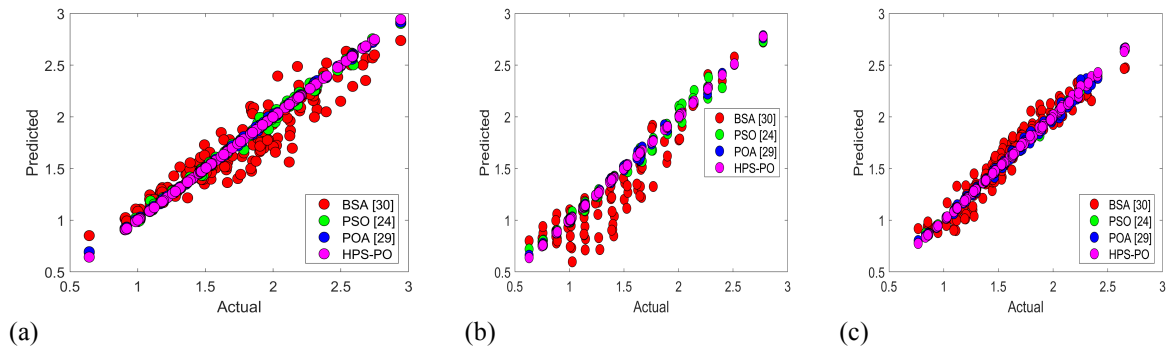 3
2.5
2
1.5
1
0.5
0.5 1 1.5 2 2.5 3
Predicted
Actual
BSA [30]
PSO [24]
POA [29]
HPS-PO
(a)
3
2.5
2
1.5
1
0.5
0.5 1 1.5 2 2.5 3
Predicted
Actual
BSA [30]
PSO [24]
POA [29]
HPS-PO
(b)
3
2.5
2
1.5
1
0.5
0.5 1 1.5 2 2.5 3
Predicted
Actual
BSA [30]
PSO [24]
POA [29]
HPS-PO
(c)